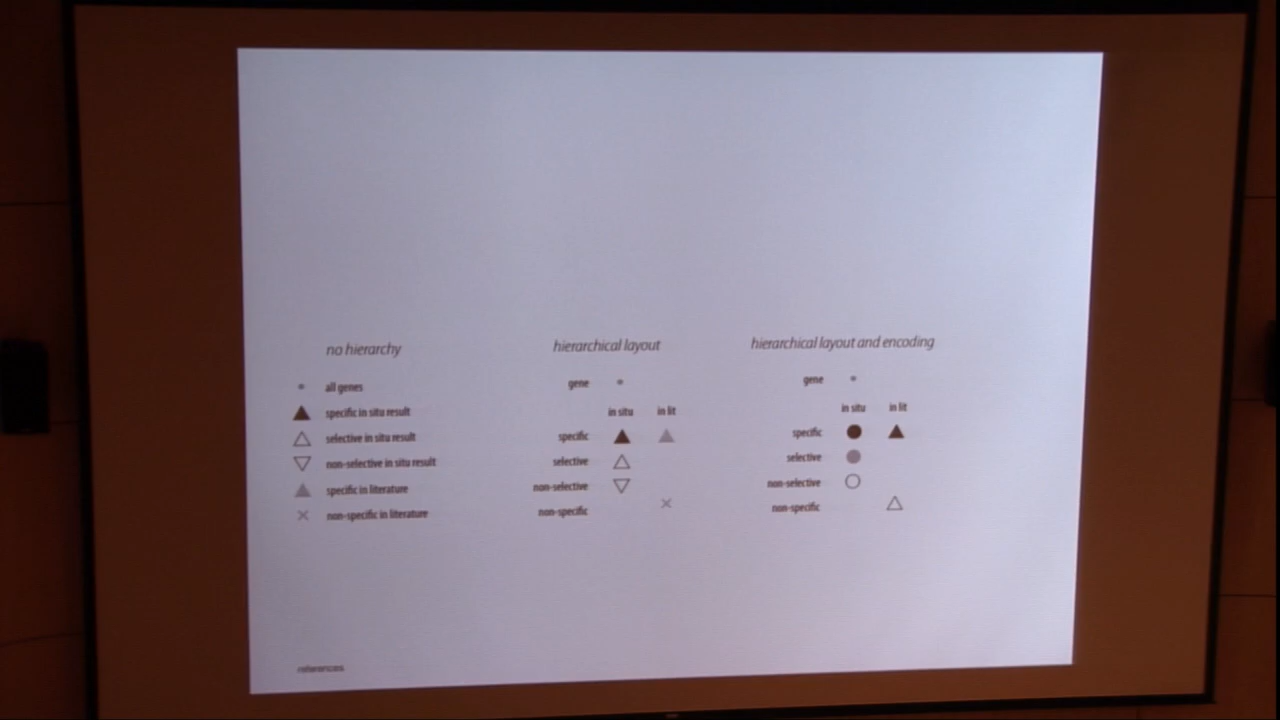 no hierarchy
all genes
specific in situ result
selective in situ result
non-selective in situ result
specific in literature
non-specific in literature
hierarchical layout
gene
in situ in lit
specific
selective
non-selective
non-specific
hierarchical layout and encoding
gene
in situ in lit
specific
selective
non-selective
non-specific
references